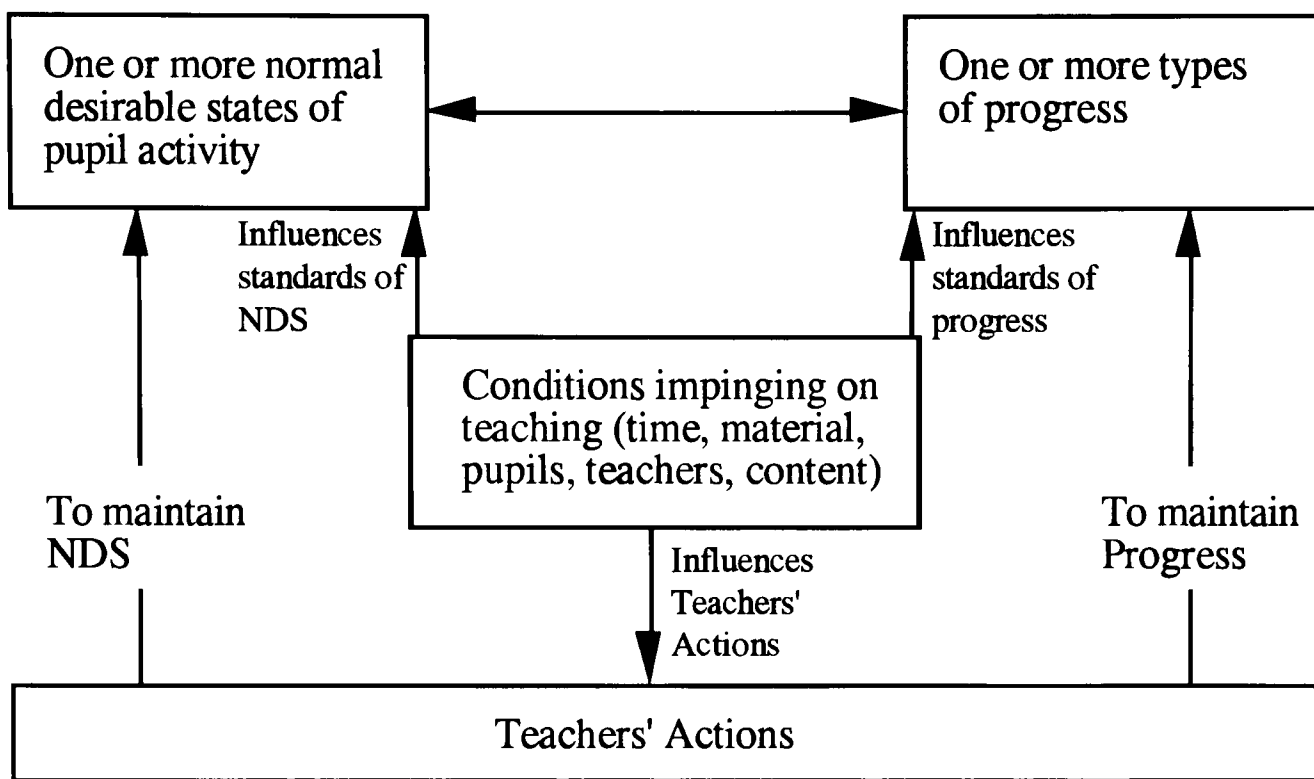 One or more normal
desirable states of
pupil activity
One or more types
of progress
Influences
standards of
NDS
Influences
standards of
progress
Conditions impinging on
teaching (time, material,
pupils, teachers, content)
To maintain
NDS
To maintain
Progress
Influences
Teachers'
Actions
Teachers' Actions